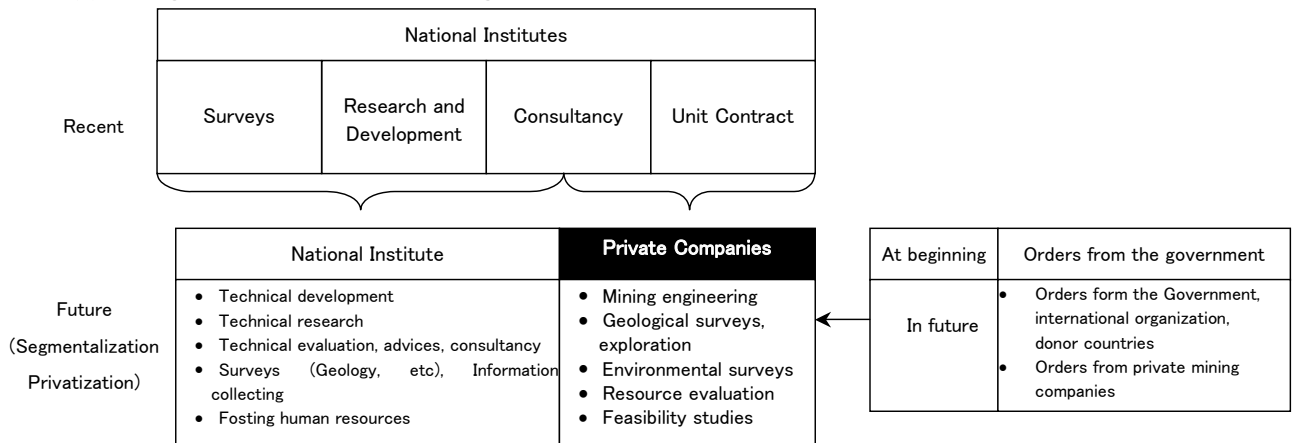 National Institutes
Recent
Surveys
Research and
Development
Consultancy
Unit Contract
National Institute
Private Companies
At beginning
Orders from the government
Future
(Segmentalization
Privatization)
• Technical development
• Technical research
• Technical evaluation, advices, consultancy
• Surveys (Geology, etc), Information
collecting
• Fosting human resources
• Mining engineering
• Geological surveys,
exploration
• Environmental surveys
• Resource evaluation
• Feasibility studies
In future
• Orders form the Government,
international organization,
donor countries
• Orders from private mining
companies